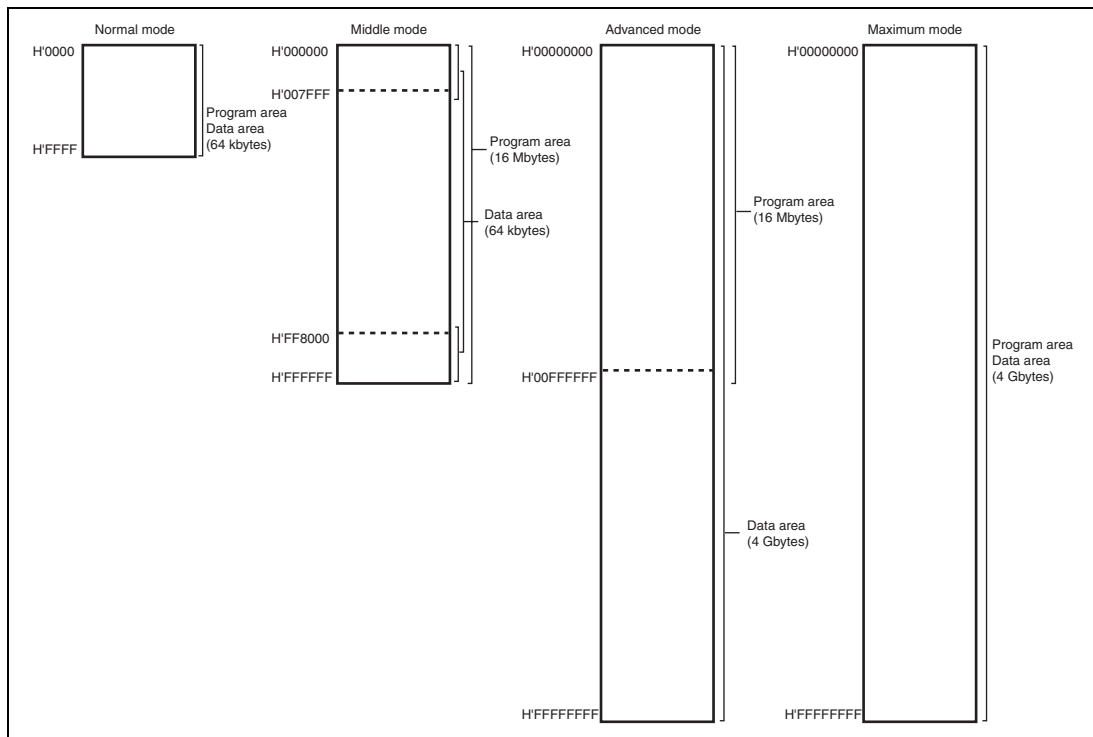 Normal mode
H'0000
H'FFFF
Program area
Data area
(64 kbytes)
Middle mode
H'000000
H'007FFF
H'FF8000
H'FFFFFF
Program area
(16 Mbytes)
Data area
(64 kbytes)
Advanced mode
H'00000000
H'00FFFFFF
H'FFFFFFFF
Program area
(16 Mbytes)
Data area
(4 Gbytes)
Maximum mode
H'00000000
H'FFFFFFFF
Program area
Data area
(4 Gbytes)